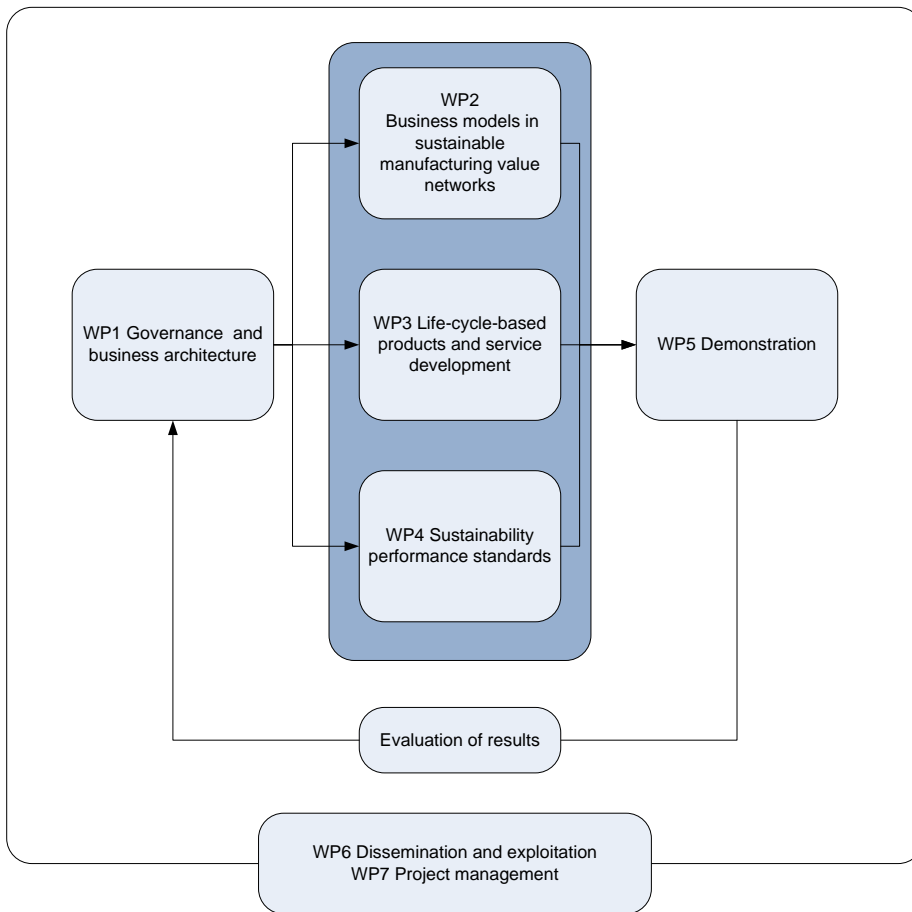 WP2
Business models in
sustainable
manufacturing value
networks
WP1 Governance  and
business architecture
WP3 Life-cycle-based
products and service
development
WP5 Demonstration
WP4 Sustainability
performance standards
Evaluation of results
WP6 Dissemination and exploitation
WP7 Project management